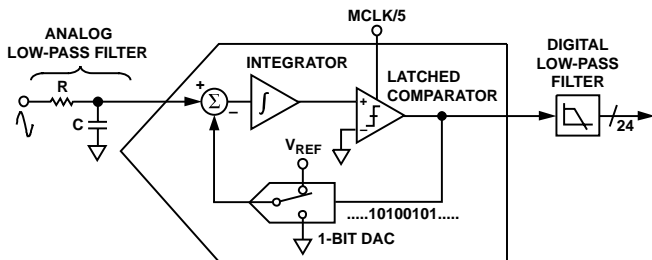 MCLK/5
ANALOG
LOW-PASS FILTER
INTEGRATOR
DIGITAL
LOW-PASS
FILTER
LATCHED
COMPARATOR
R
C
+
Σ
–
∫
+
–
24
VREF
.....10100101.....
1-BIT DAC